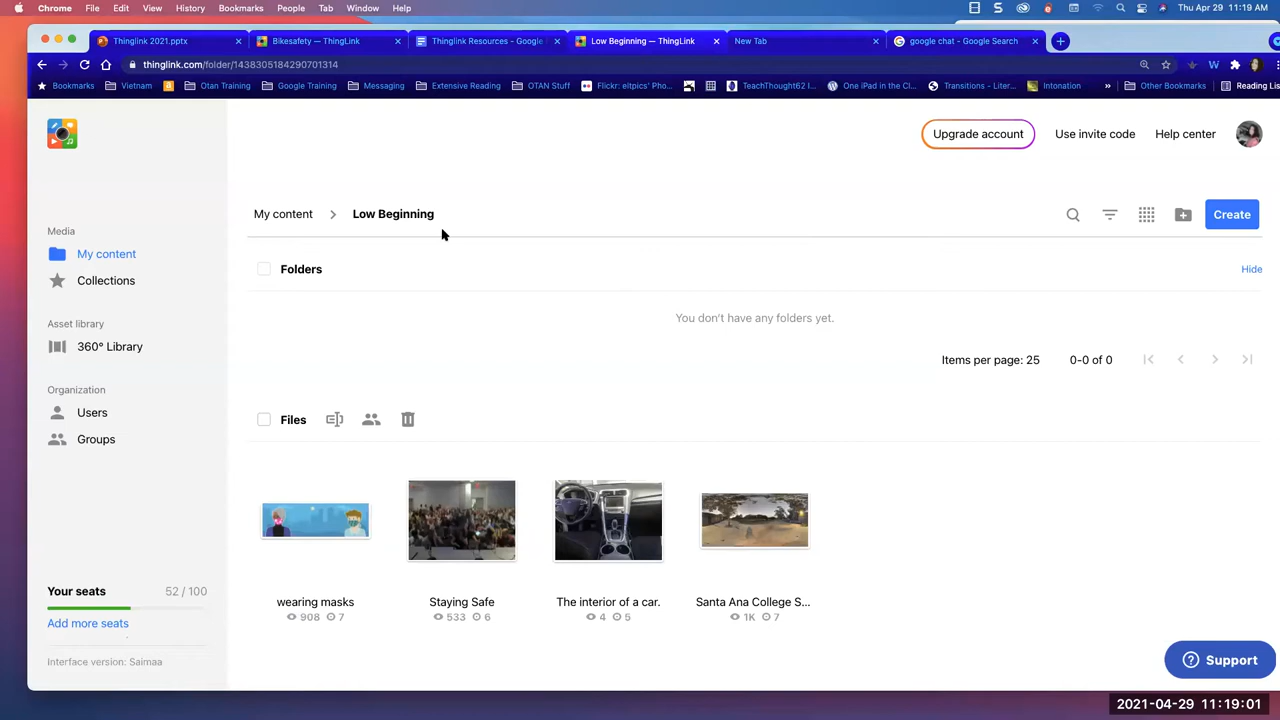 Chrome File Edit View History Bookmarks People Tab Window Help Thu Apr 29 11:19 AM
Thinglink 2021.pptx × Bikesafety — ThingLink × Thinglink Resources - Google × Low Beginning — ThingLink × New Tab × google chat - Google Search ×
thinglink.com/folder/1438305184290701314
Bookmarks Vietnam Otan Training Google Training Messaging Extensive Reading OTAN Stuff Flickr: eltpics' Pho... TeachThought62 I... One iPad in the Cl... Transitions - Liter... Intonation » Other Bookmarks Reading List
Upgrade account Use invite code Help center
My content > Low Beginning Create
Media
My content
Collections
Asset library
360° Library
Organization
Users
Groups
Your seats 52 / 100
Add more seats
Interface version: Saimaa
Folders Hide
You don't have any folders yet.
Items per page: 25 0-0 of 0
Files
wearing masks Staying Safe The interior of a car. Santa Ana College S...
908 7 533 6 4 5 1K 7
Support
2021-04-29 11:19:01